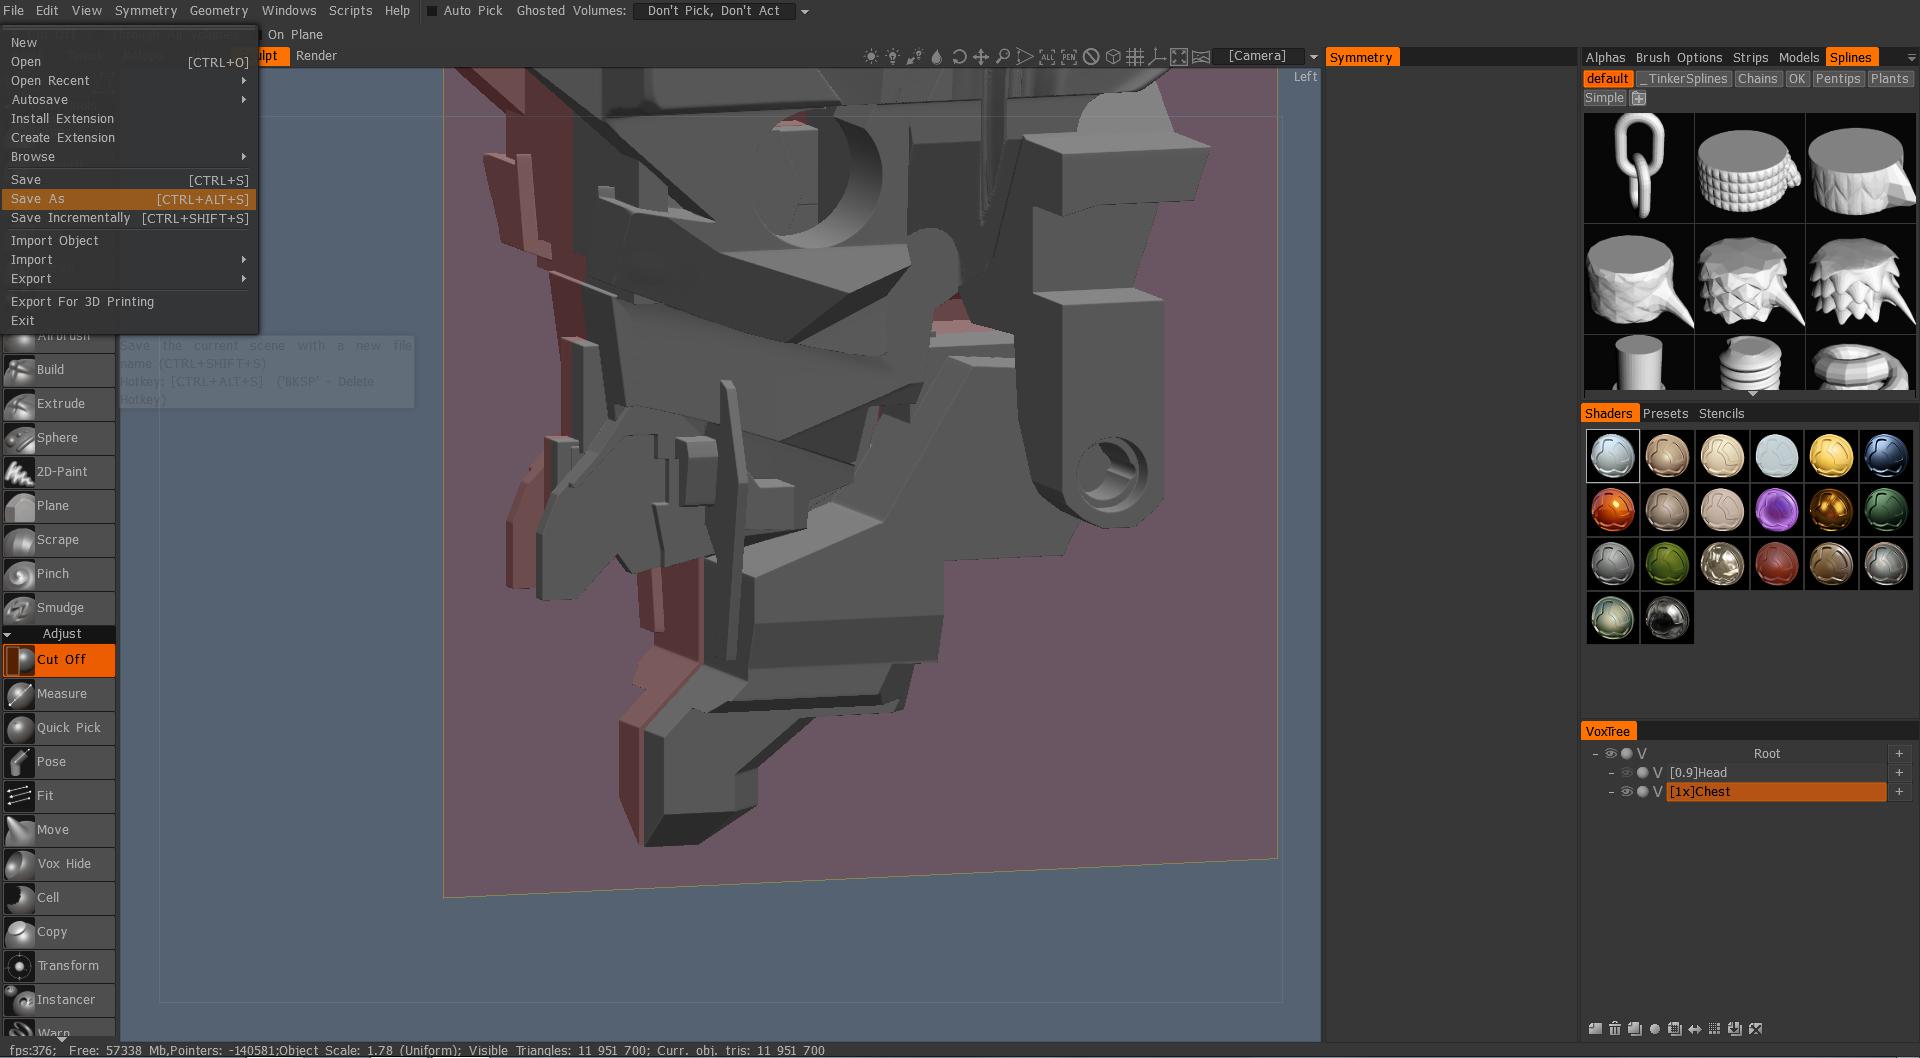 File Edit View Symmetry Geometry Windows Scripts Help Auto Pick Ghosted Volumes: Don't Pick, Don't Act
On Plane
Render
[Camera]
Left
New
Open [CTRL+O]
Open Recent
Autosave
Install Extension
Create Extension
Browse
Save [CTRL+S]
Save As [CTRL+ALT+S]
Save Incrementally [CTRL+SHIFT+S]
Import Object
Import
Export
Export For 3D Printing
Exit
Save the current scene with a new file
name (CTRL+SHIFT+S)
Hotkey: [CTRL+ALT+S] ('BKSP' - Delete
Hotkey)
Airbrush
Build
Extrude
Sphere
2D-Paint
Plane
Scrape
Pinch
Smudge
Adjust
Cut Off
Measure
Quick Pick
Pose
Fit
Move
Vox Hide
Cell
Copy
Transform
Instancer
Warp
ALL PEN
Symmetry
Alphas Brush Options Strips Models Splines
default _TinkerSplines Chains OK Pentips Plants
Simple
Shaders Presets Stencils
VoxTree
V Root +
V [0.9]Head +
V [1x]Chest +
fps:376; Free: 57338 Mb,Pointers: -140581;Object Scale: 1.78 (Uniform); Visible Triangles: 11 951 700; Curr. obj. tris: 11 951 700